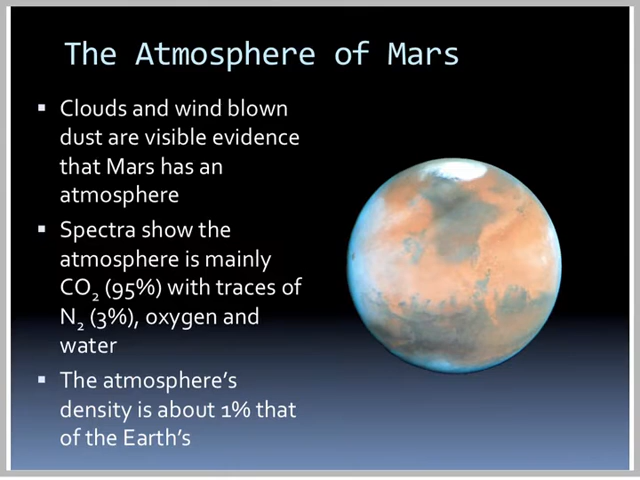 The Atmosphere of Mars
▪ Clouds and wind blown
dust are visible evidence
that Mars has an
atmosphere
▪ Spectra show the
atmosphere is mainly
CO₂ (95%) with traces of
N₂ (3%), oxygen and
water
▪ The atmosphere’s
density is about 1% that
of the Earth’s